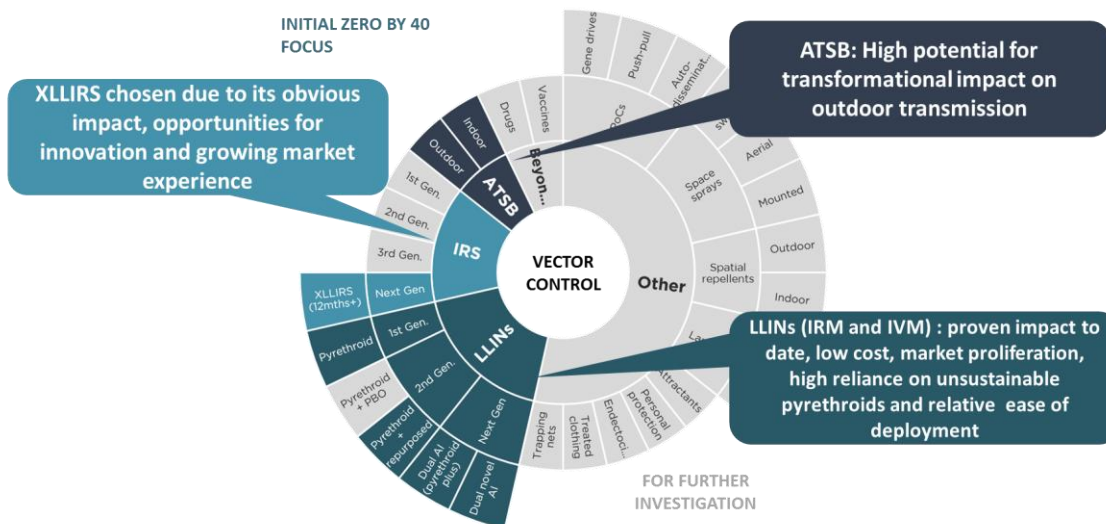 INITIAL ZERO BY 40
FOCUS
XLLIRS chosen due to its obvious
impact, opportunities for
innovation and growing market
experience
ATSB: High potential for
transformational impact on
outdoor transmission
LLINs (IRM and IVM) : proven impact to
date, low cost, market proliferation,
high reliance on unsustainable
pyrethroids and relative ease of
deployment
VECTOR
CONTROL
ATSB
Outdoor
Indoor
Beyon...
Drugs
Vaccines
IRS
1st Gen.
2nd Gen.
3rd Gen.
Next Gen
XLLIRS
(12mths+)
LLINs
1st Gen.
Pyrethroid
2nd Gen.
Pyrethroid
+ PBO
Pyrethroid
+
repurposed
Next Gen
Dual AI
(pyrethroid
plus)
Dual novel
AI
Other
Gene drives
Push-pull
Auto-
disseminat...
Space
sprays
Aerial
Mounted
Spatial
repellents
Outdoor
Indoor
Attractants
Personal
protection
Endectoci...
Treated
clothing
Trapping
nets
FOR FURTHER
INVESTIGATION